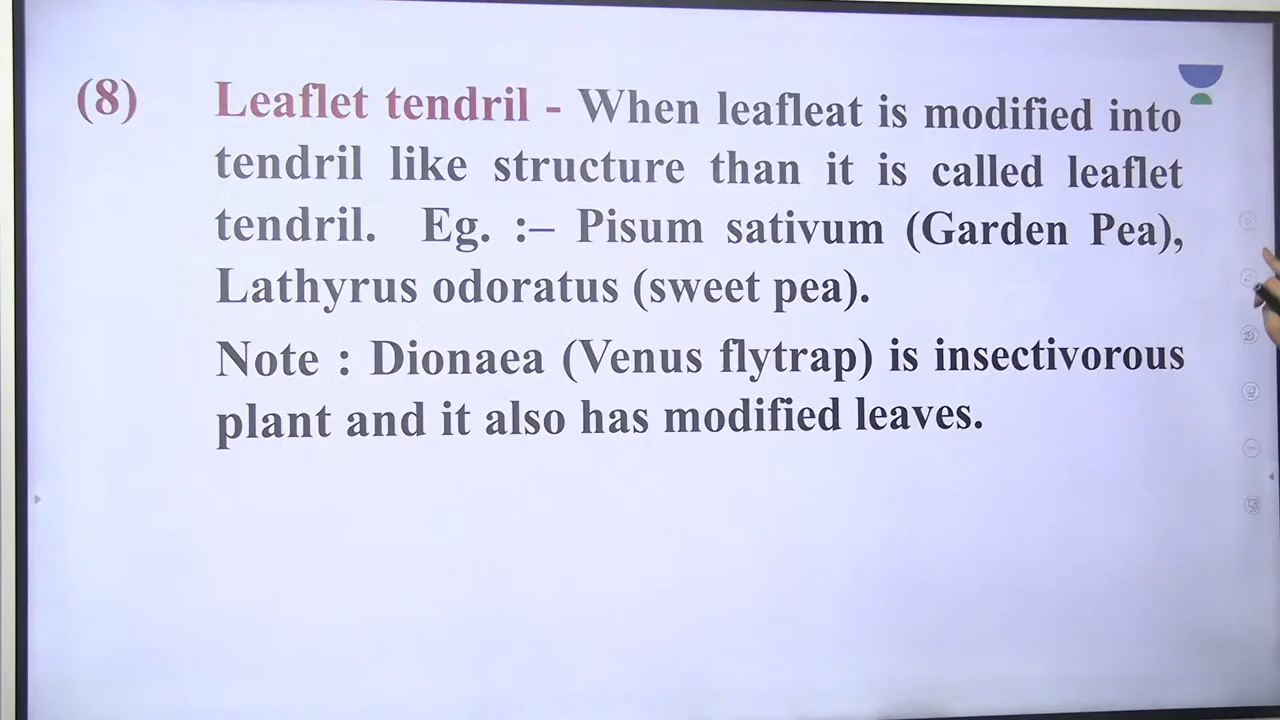 (8) Leaflet tendril - When leafleat is modified into
tendril like structure than it is called leaflet
tendril. Eg. :– Pisum sativum (Garden Pea),
Lathyrus odoratus (sweet pea).
Note : Dionaea (Venus flytrap) is insectivorous
plant and it also has modified leaves.